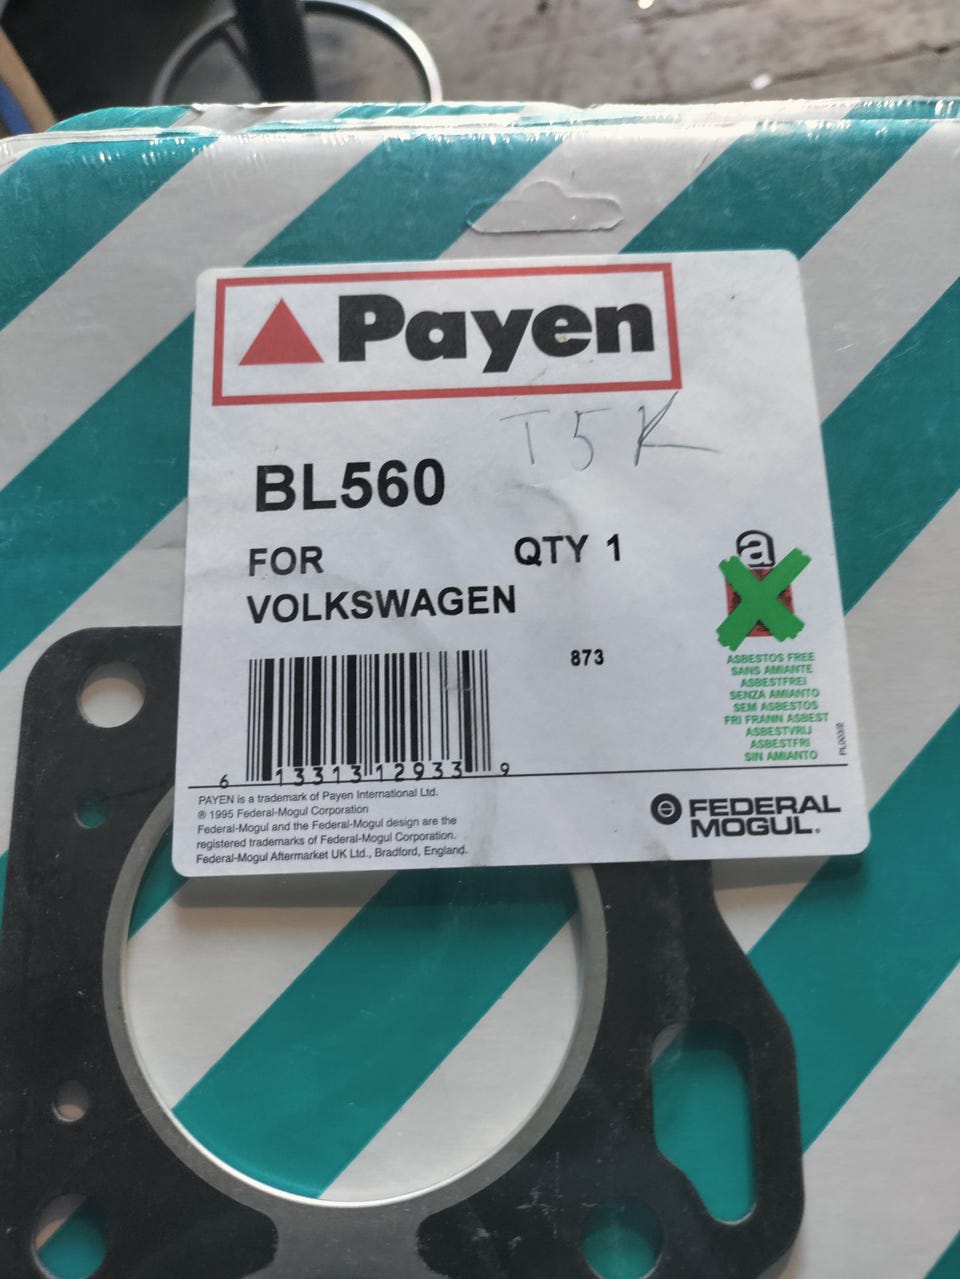 Payen
T5K
BL560
FOR QTY 1
VOLKSWAGEN
873
a
ASBESTOS FREE
SANS AMIANTE
ASBESTFREI
SENZA AMIANTO
SEM ASBESTOS
FRI FRANN ASBEST
ASBESTVRIJ
ASBESTFRI
SIN AMIANTO
PL003/2
6 13313 12933 9
PAYEN is a trademark of Payen International Ltd.
® 1995 Federal-Mogul Corporation
Federal-Mogul and the Federal-Mogul design are the
registered trademarks of Federal-Mogul Corporation.
Federal-Mogul Aftermarket UK Ltd., Bradford, England.
FEDERAL
MOGUL.